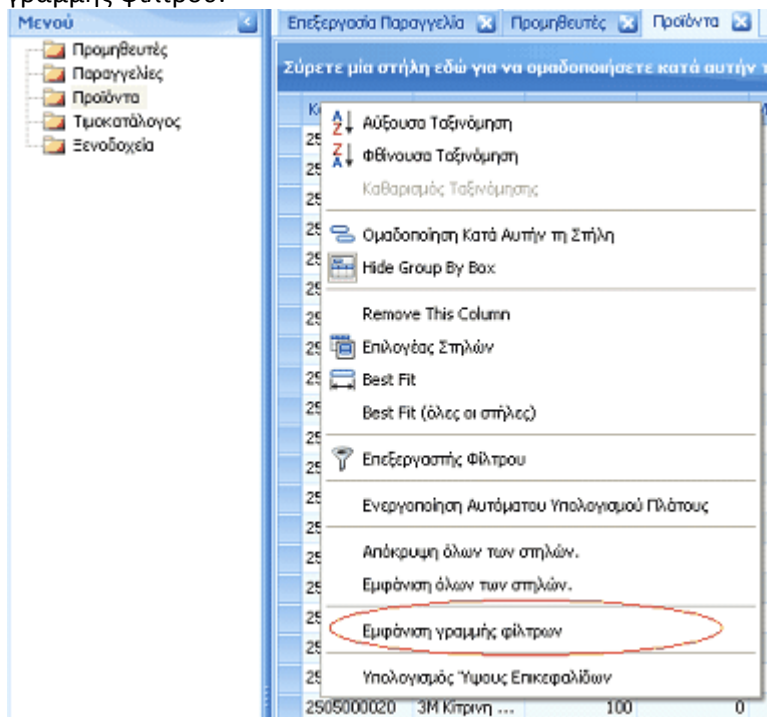 γραμμής φίλτρου.
Μενού
Προμηθευτές
Παραγγελίες
Προϊόντα
Τιμοκατάλογος
Ξενοδοχεία
Επεξεργασία Παραγγελία Προμηθευτές Προϊόντα
Σύρετε μία στήλη εδώ για να ομαδοποιήσετε κατά αυτήν
Αύξουσα Ταξινόμηση
Φθίνουσα Ταξινόμηση
Καθαρισμός Ταξινόμησης
Ομαδοποίηση Κατά Αυτήν τη Στήλη
Hide Group By Box
Remove This Column
Επιλογέας Στηλών
Best Fit
Best Fit (όλες οι στήλες)
Επεξεργαστής Φίλτρου
Ενεργοποίηση Αυτόματου Υπολογισμού Πλάτους
Απόκρυψη όλων των στηλών.
Εμφάνιση όλων των στηλών.
Εμφάνιση γραμμής φίλτρων
Υπολογισμός Ύψους Επικεφαλίδων
2505000020 3M Κίτρινη ... 100 0